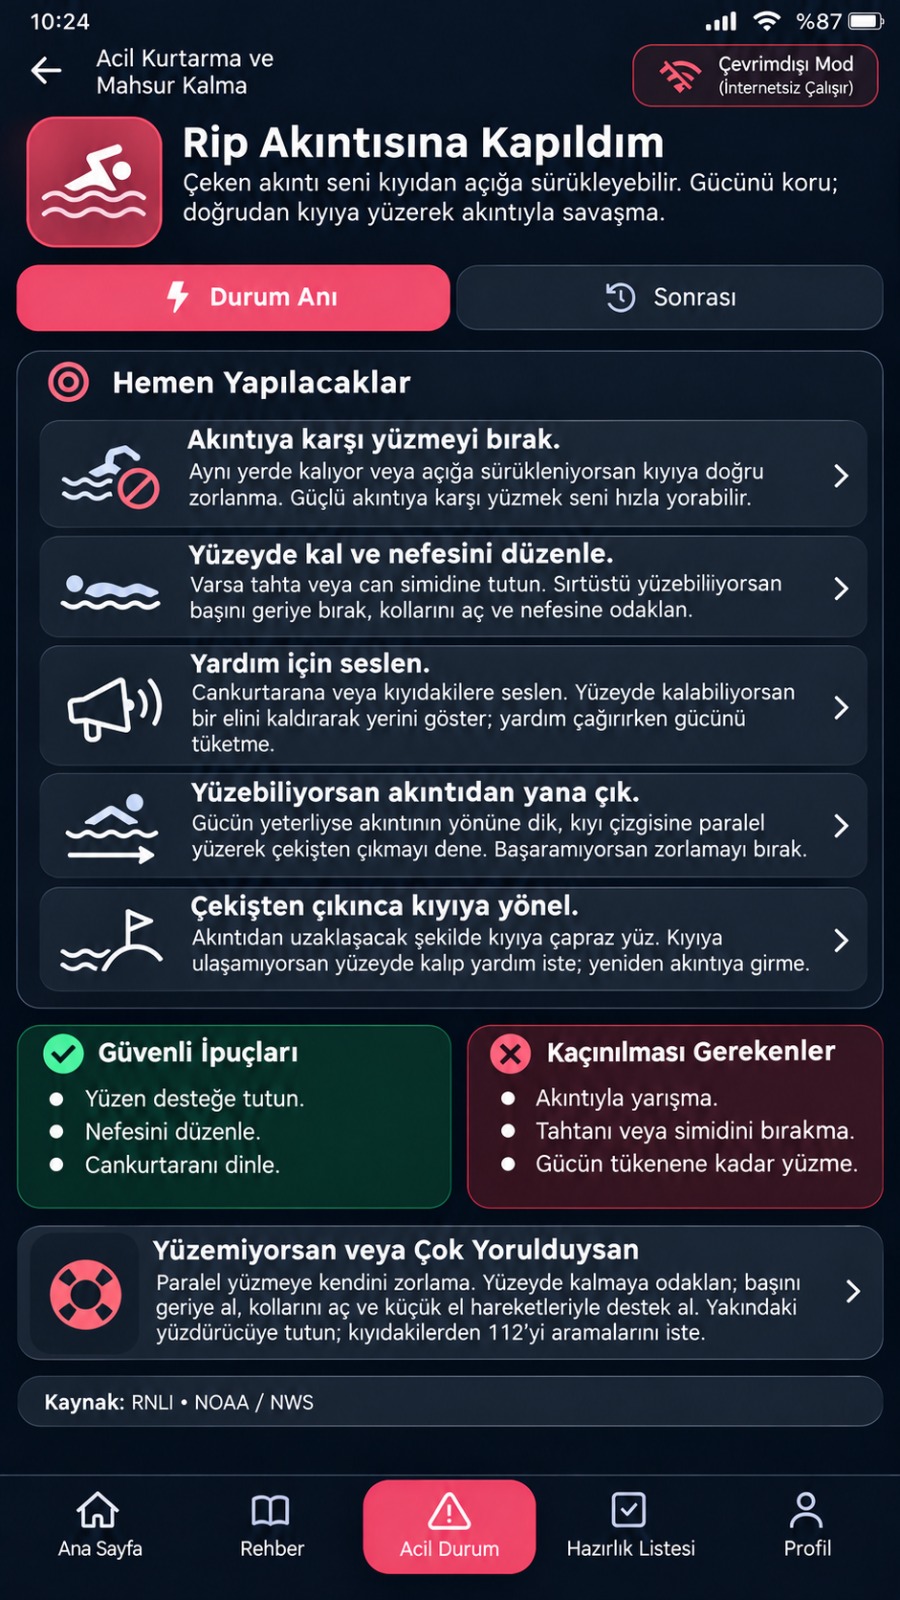 10:24
%87
Acil Kurtarma ve
Mahsur Kalma
Çevrimdışı Mod
(İnternetsiz Çalışır)
Rip Akıntısına Kapıldım
Çeken akıntı seni kıyıdan açığa sürükleyebilir. Gücünü koru;
doğrudan kıyıya yüzerek akıntıyla savaşma.
Durum Anı
Sonrası
Hemen Yapılacaklar
Akıntıya karşı yüzmeyi bırak.
Aynı yerde kalıyor veya açığa sürükleniyorsan kıyıya doğru
zorlanma. Güçlü akıntıya karşı yüzmek seni hızla yorabilir.
Yüzeyde kal ve nefesini düzenle.
Varsa tahta veya can simidine tutun. Sırtüstü yüzebiliiyorsan
başını geriye bırak, kollarını aç ve nefesine odaklan.
Yardım için seslen.
Cankurtarana veya kıyıdakilere seslen. Yüzeyde kalabiliyorsan
bir elini kaldırarak yerini göster; yardım çağırırken gücünü
tüketme.
Yüzebiliyorsan akıntıdan yana çık.
Gücün yeterliyse akıntının yönüne dik, kıyı çizgisine paralel
yüzerek çekişten çıkmayı dene. Başaramıyorsan zorlamayı bırak.
Çekişten çıkınca kıyıya yönel.
Akıntıdan uzaklaşacak şekilde kıyıya çapraz yüz. Kıyıya
ulaşamıyorsan yüzeyde kalıp yardım iste; yeniden akıntıya girme.
Güvenli İpuçları
Yüzen desteğe tutun.
Nefesini düzenle.
Cankurtaranı dinle.
Kaçınılması Gerekenler
Akıntıyla yarışma.
Tahtanı veya simidini bırakma.
Gücün tükenene kadar yüzme.
Yüzemiyorsan veya Çok Yorulduysan
Paralel yüzmeye kendini zorlama. Yüzeyde kalmaya odaklan; başını
geriye al, kollarını aç ve küçük el hareketleriyle destek al. Yakındaki
yüzdürücüye tutun; kıyıdakilerden 112'yi aramalarını iste.
Kaynak: RNLI • NOAA / NWS
Ana Sayfa
Rehber
Acil Durum
Hazırlık Listesi
Profil